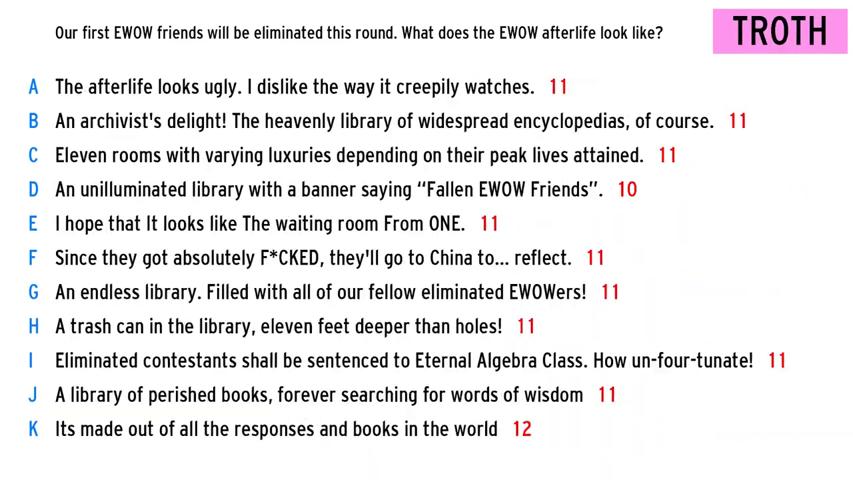 Our first EWOW friends will be eliminated this round. What does the EWOW afterlife look like?
TROTH
A The afterlife looks ugly. I dislike the way it creepily watches. 11
B An archivist's delight! The heavenly library of widespread encyclopedias, of course. 11
C Eleven rooms with varying luxuries depending on their peak lives attained. 11
D An unilluminated library with a banner saying “Fallen EWOW Friends”. 10
E I hope that It looks like The waiting room From ONE. 11
F Since they got absolutely F*CKED, they'll go to China to... reflect. 11
G An endless library. Filled with all of our fellow eliminated EWOWers! 11
H A trash can in the library, eleven feet deeper than holes! 11
I Eliminated contestants shall be sentenced to Eternal Algebra Class. How un-four-tunate! 11
J A library of perished books, forever searching for words of wisdom 11
K Its made out of all the responses and books in the world 12